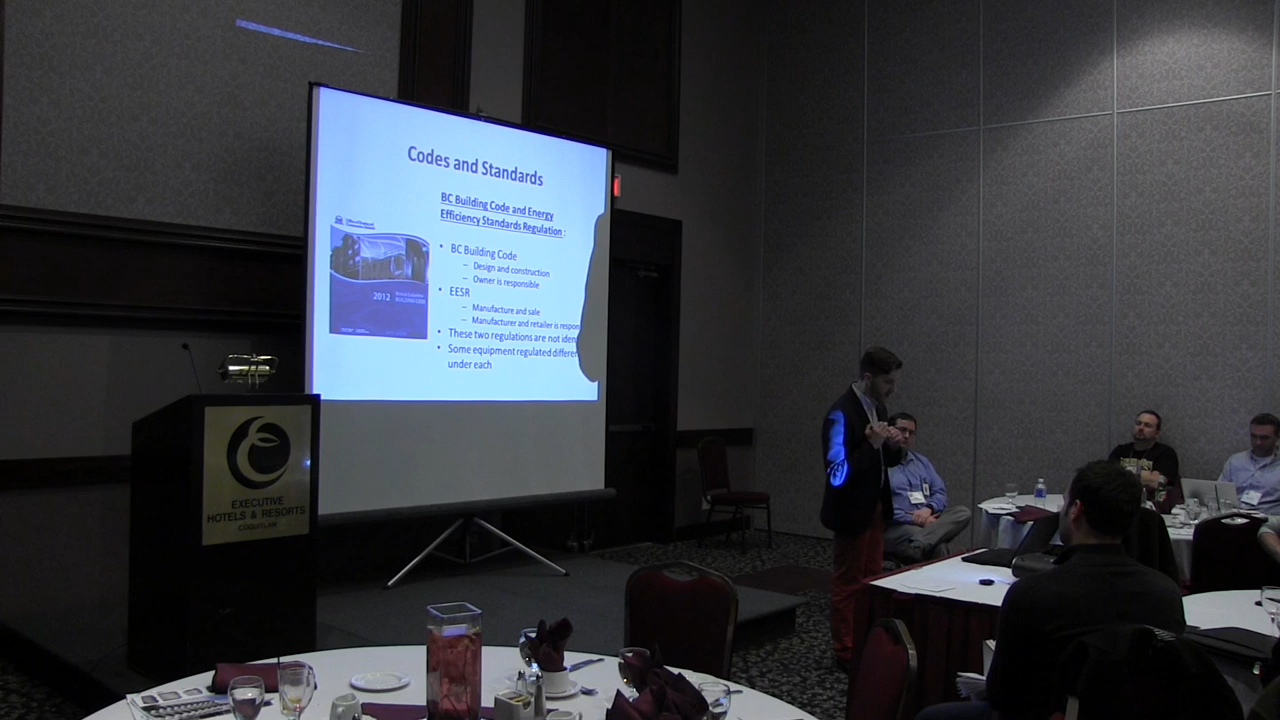 Codes and Standards
BC Building Code and Energy
Efficiency Standards Regulation :
• BC Building Code
– Design and construction
– Owner is responsible
• EESR
– Manufacture and sale
– Manufacturer and retailer is respon
• These two regulations are not iden
• Some equipment regulated differen
under each
2012
BUILDING CODE
EXECUTIVE
HOTELS & RESORTS
COQUITLAM